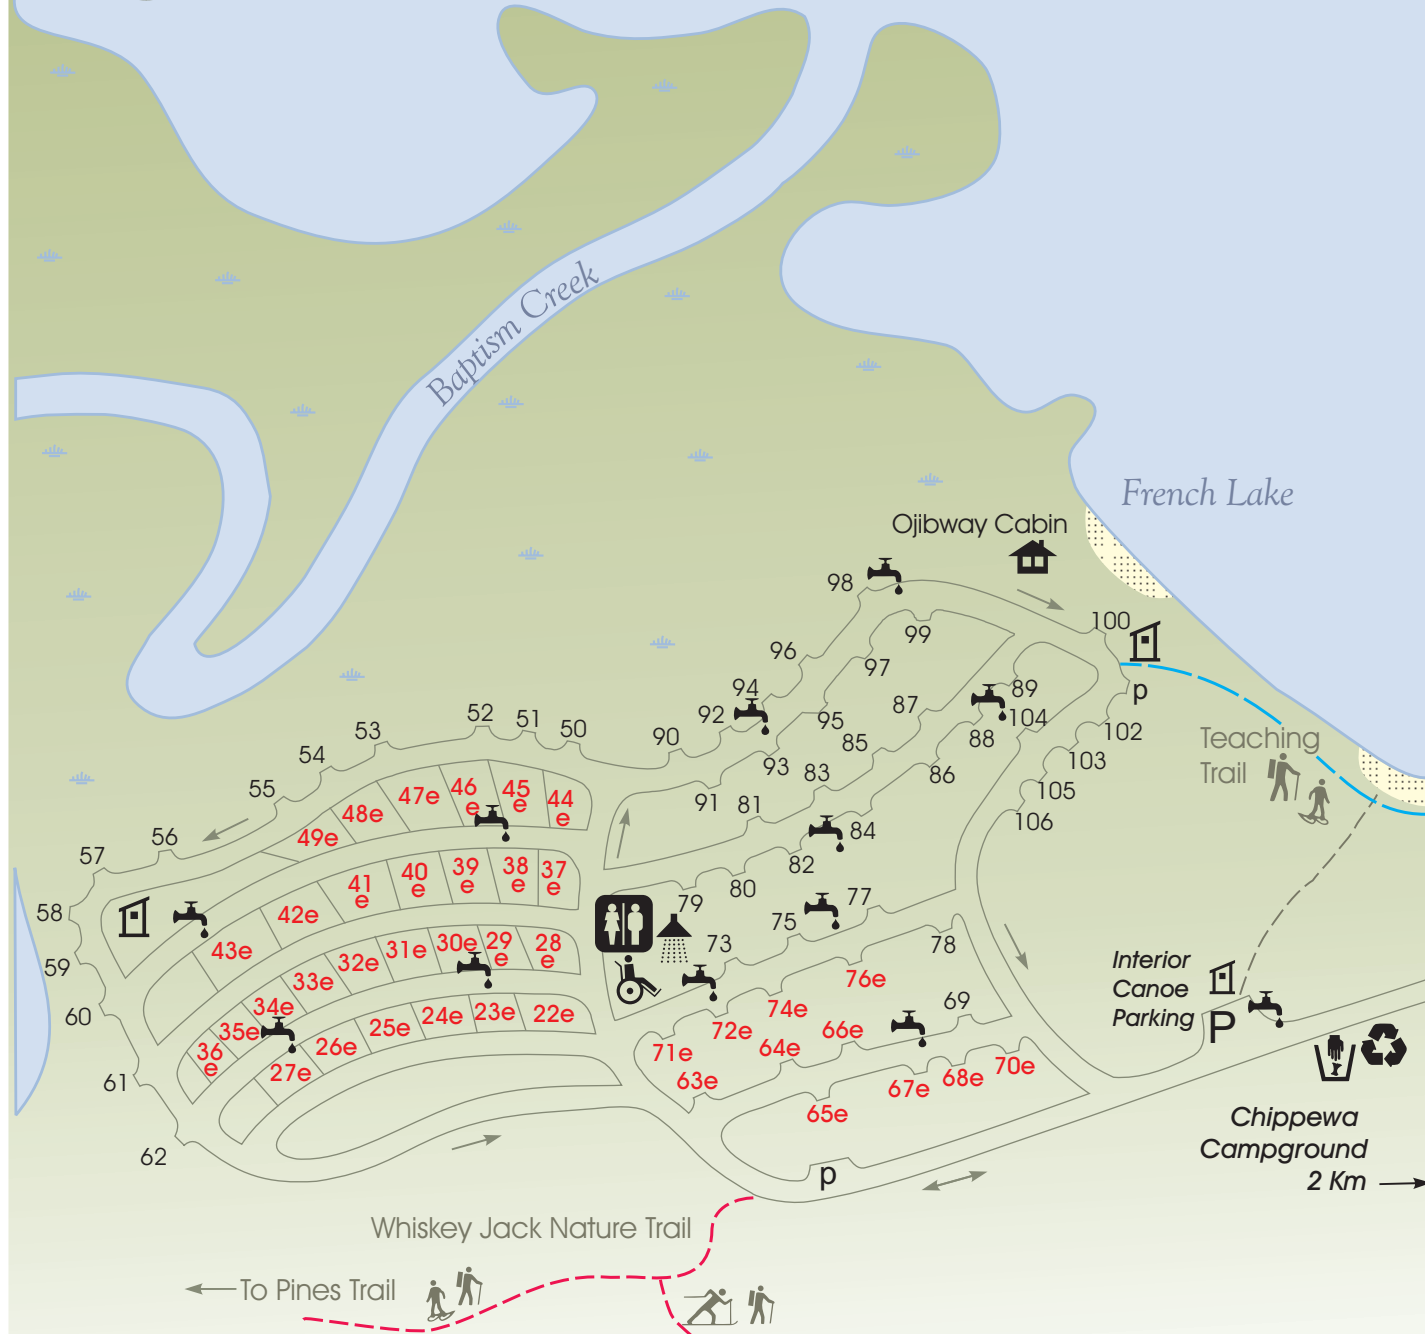 Baptism Creek
French Lake
Ojibway Cabin
98
100
99
96
97
94
89
p
92
87
104
95
102
52
53
51
50
90
88
Teaching
Trail
54
85
103
93
83
86
55
91
105
46
e
45
e
47e
44
e
81
106
48e
49e
84
56
57
82
40
e
39
e
38
e
37
e
41
e
80
77
58
42e
79
75
43e
73
78
30e
29
e
28
e
31e
59
32e
Interior
Canoe
Parking
P
33e
76e
34e
74e
69
60
35e
25e
24e
23e
22e
72e
66e
26e
64e
71e
36
e
27e
63e
70e
68e
67e
61
65e
Chippewa
Campground
2 Km
62
p
Whiskey Jack Nature Trail
To Pines Trail